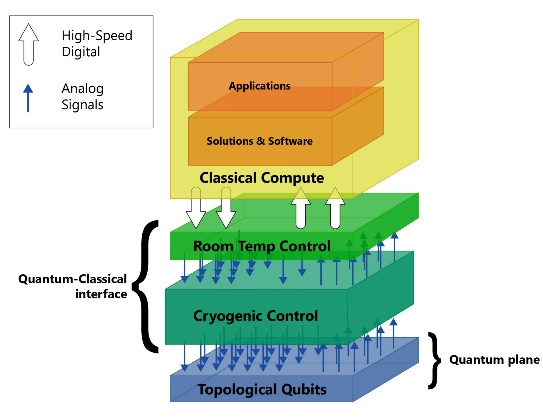 High-Speed
Digital
Analog
Signals
Applications
Solutions & Software
Classical Compute
Room Temp Control
Quantum-Classical
interface
Cryogenic Control
Quantum plane
Topological Qubits